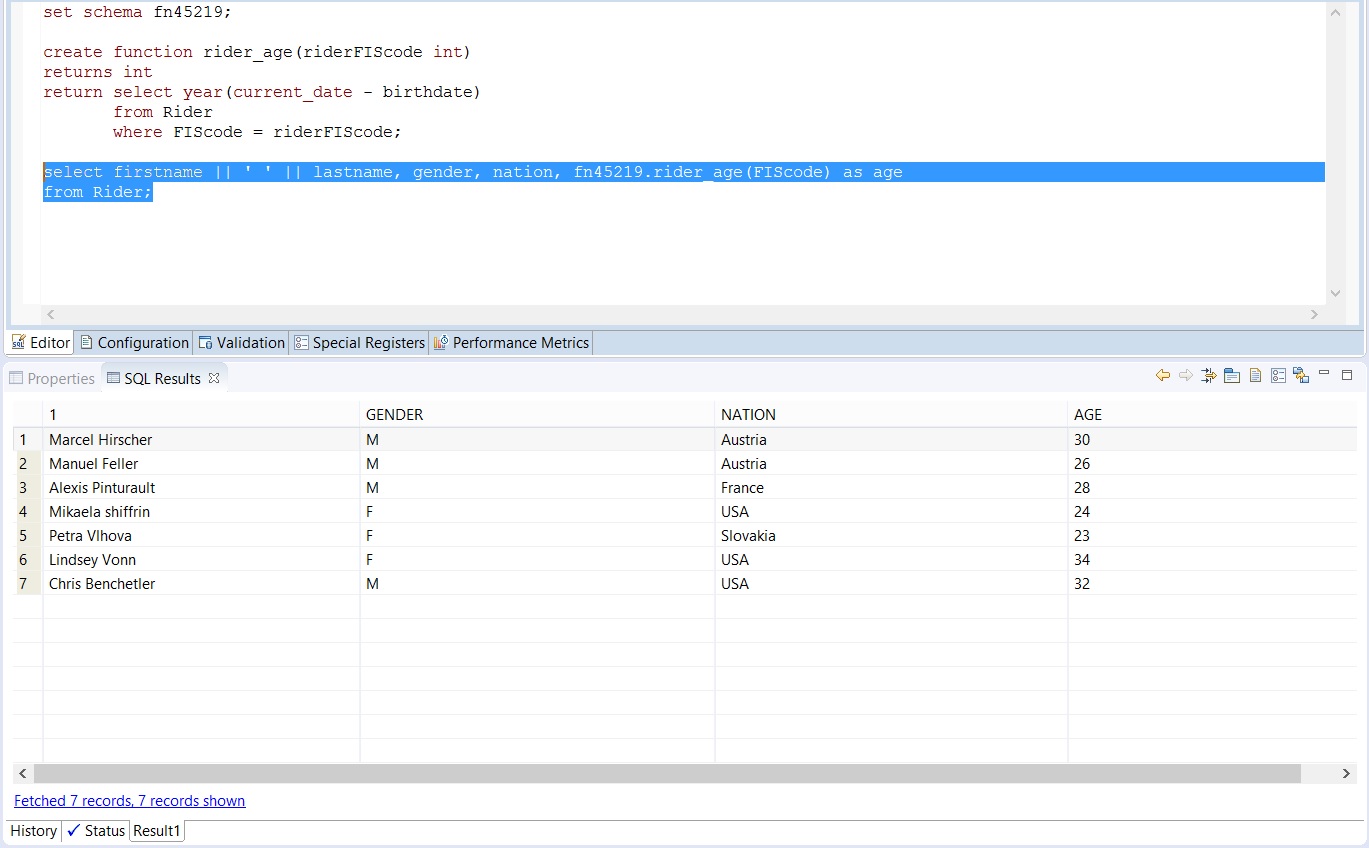 set schema fn45219;
create function rider_age(riderFIScode int)
returns int
return select year(current_date - birthdate)
from Rider
where FIScode = riderFIScode;
select firstname || ' ' || lastname, gender, nation, fn45219.rider_age(FIScode) as age
from Rider;
Editor Configuration Validation Special Registers Performance Metrics
Properties SQL Results
1 GENDER NATION AGE
1 Marcel Hirscher M Austria 30
2 Manuel Feller M Austria 26
3 Alexis Pinturault M France 28
4 Mikaela shiffrin F USA 24
5 Petra Vlhova F Slovakia 23
6 Lindsey Vonn F USA 34
7 Chris Benchetler M USA 32
Fetched 7 records, 7 records shown
History Status Result1